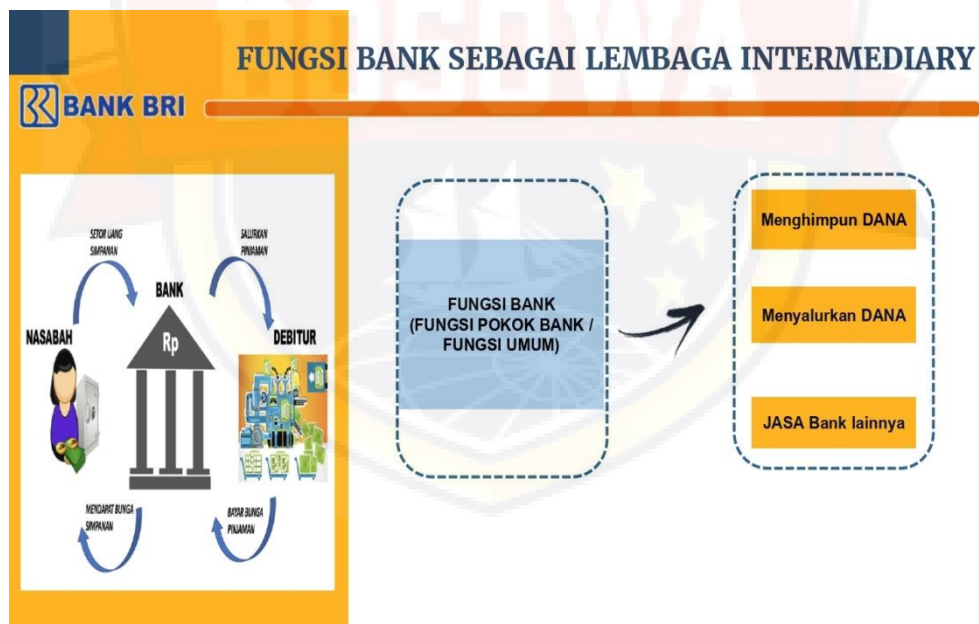 BOSOWA
FUNGSI BANK SEBAGAI LEMBAGA INTERMEDIARY
BANK BRI
SETOR UANG
SIMPANAN
SALURKAN
PINJAMAN
BANK
NASABAH
Rp
DEBITUR
MENDAPAT BUNGA
SIMPANAN
BAYAR BUNGA
PINJAMAN
FUNGSI BANK
(FUNGSI POKOK BANK /
FUNGSI UMUM)
Menghimpun DANA
Menyalurkan DANA
JASA Bank lainnya